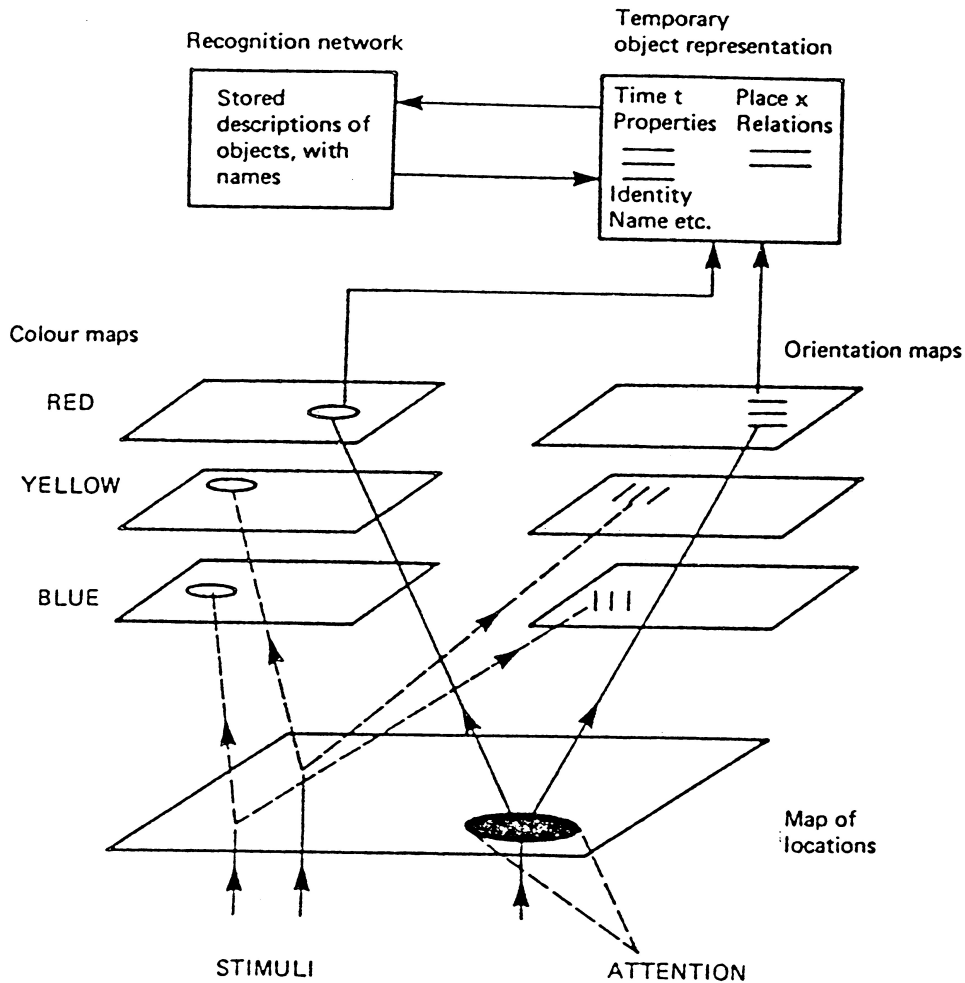 Recognition network
Temporary
object representation
Stored
descriptions of
objects, with
names
Time t Place x
Properties Relations
Identity
Name etc.
Colour maps
Orientation maps
RED
YELLOW
BLUE
Map of
locations
STIMULI
ATTENTION